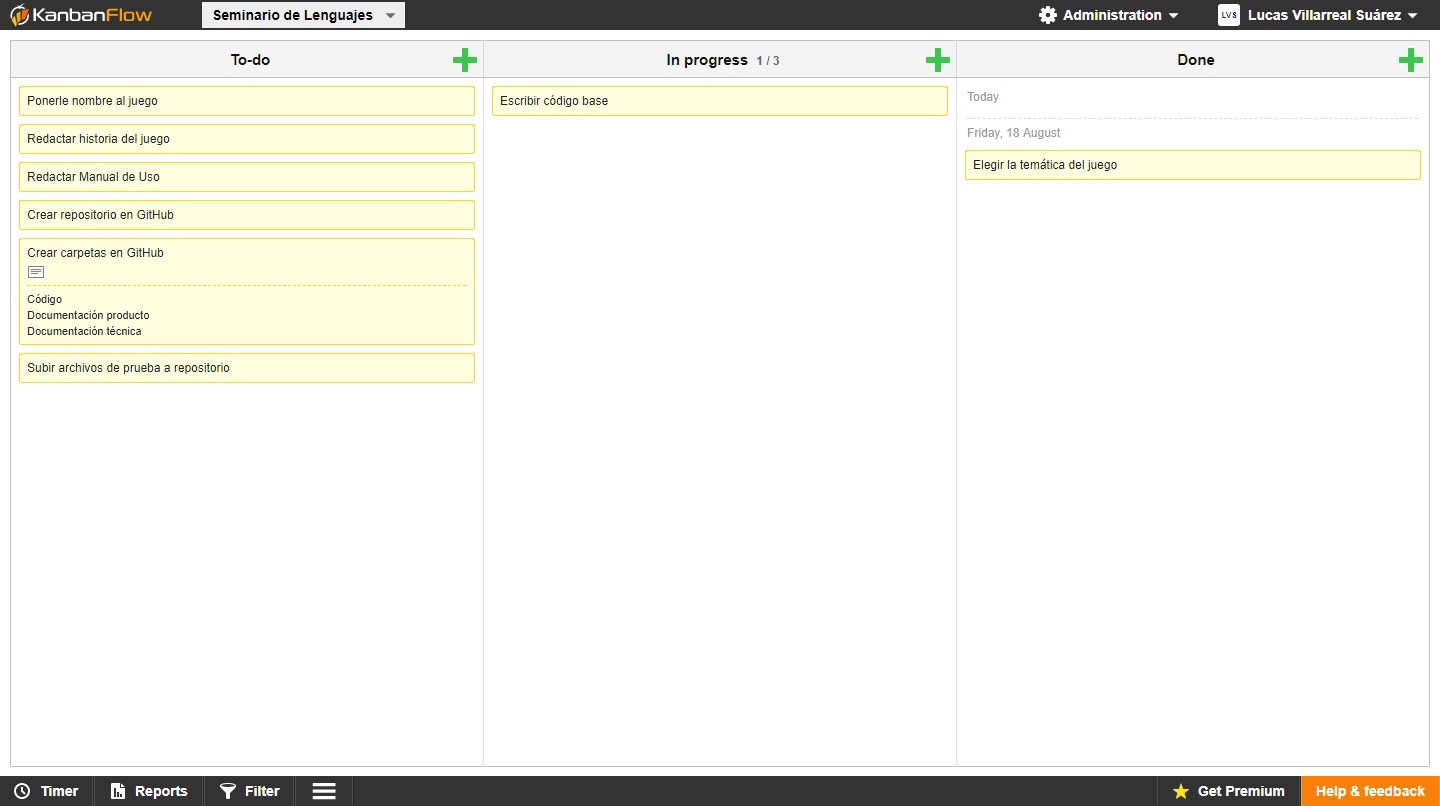 KanbanFlow
Seminario de Lenguajes
Administration
LVS
Lucas Villarreal Suárez
To-do
Ponerle nombre al juego
Redactar historia del juego
Redactar Manual de Uso
Crear repositorio en GitHub
Crear carpetas en GitHub
Código
Documentación producto
Documentación técnica
Subir archivos de prueba a repositorio
In progress 1 / 3
Escribir código base
Done
Today
Friday, 18 August
Elegir la temática del juego
Timer
Reports
Filter
Get Premium
Help & feedback